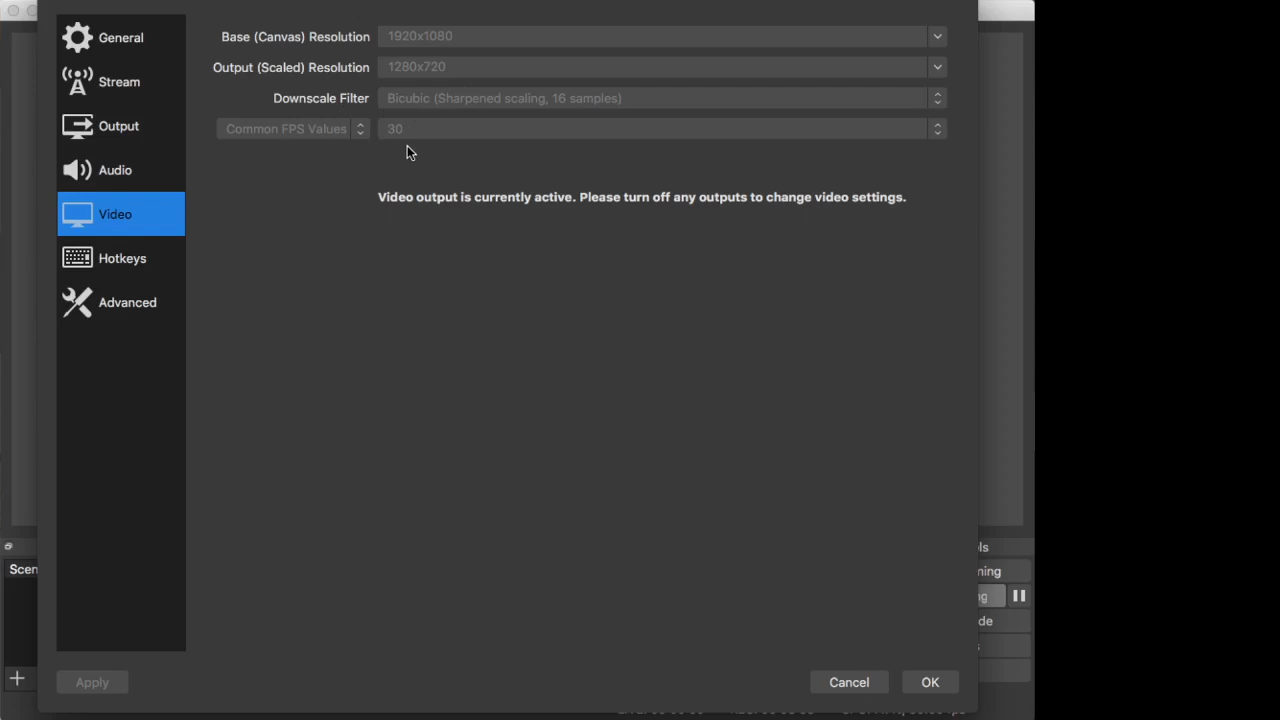 General
Stream
Output
Audio
Video
Hotkeys
Advanced
Base (Canvas) Resolution 1920x1080
Output (Scaled) Resolution 1280x720
Downscale Filter Bicubic (Sharpened scaling, 16 samples)
Common FPS Values 30
Video output is currently active. Please turn off any outputs to change video settings.
Scen
ls
ming
ng
de
s
Apply
Cancel
OK